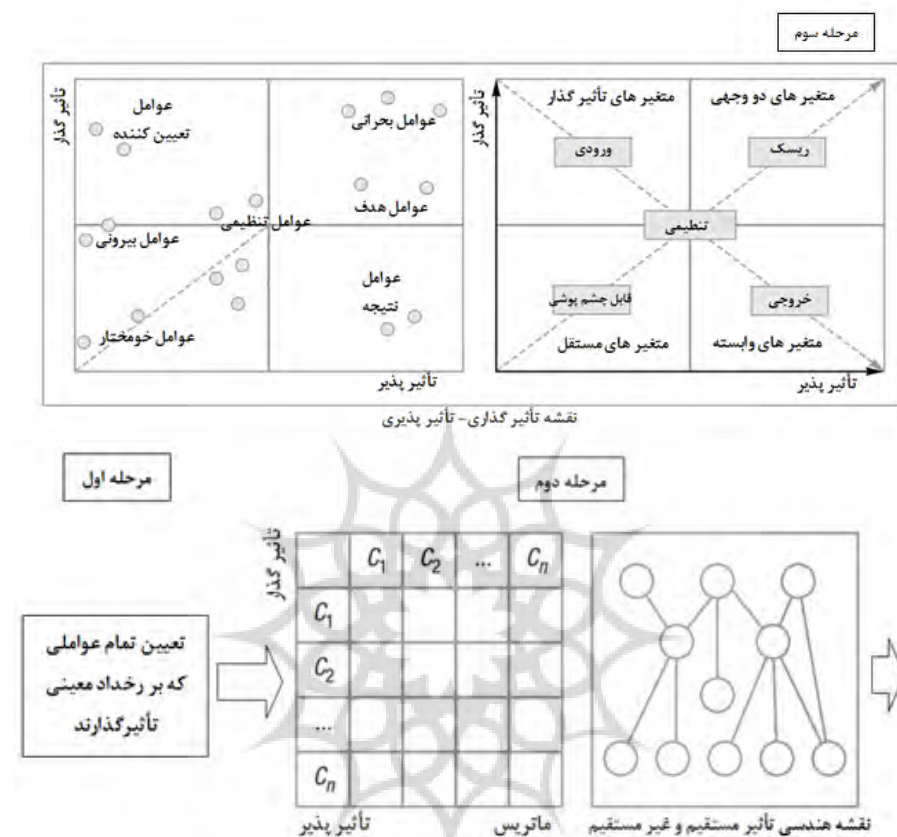 مرحله سوم
تأثیر گذار
متغیر های تأثیر گذار
متغیر های دو وجهی
ورودی
ریسک
تنطیمی
قابل چشم پوشی
خروجی
متغیر های مستقل
متغیر های وابسته
تأثیر پذیر
تأثیر گذار
عوامل
تعیین کننده
عوامل بحرانی
عوامل هدف
عوامل تنظیمی
عوامل بیرونی
عوامل
نتیجه
عوامل خومختار
تأثیر پذیر
نقشه تأثیر گذاری- تأثیر پذیری
مرحله اول
مرحله دوم
تعیین تمام عواملی
که بر رخداد معینی
تأثیرگذارند
تأثیر گذار
C1 C2 ... Cn
C1
C2
...
Cn
تأثیر پذیر
ماتریس
نقشه هندسی تأثیر مستقیم و غیر مستقیم